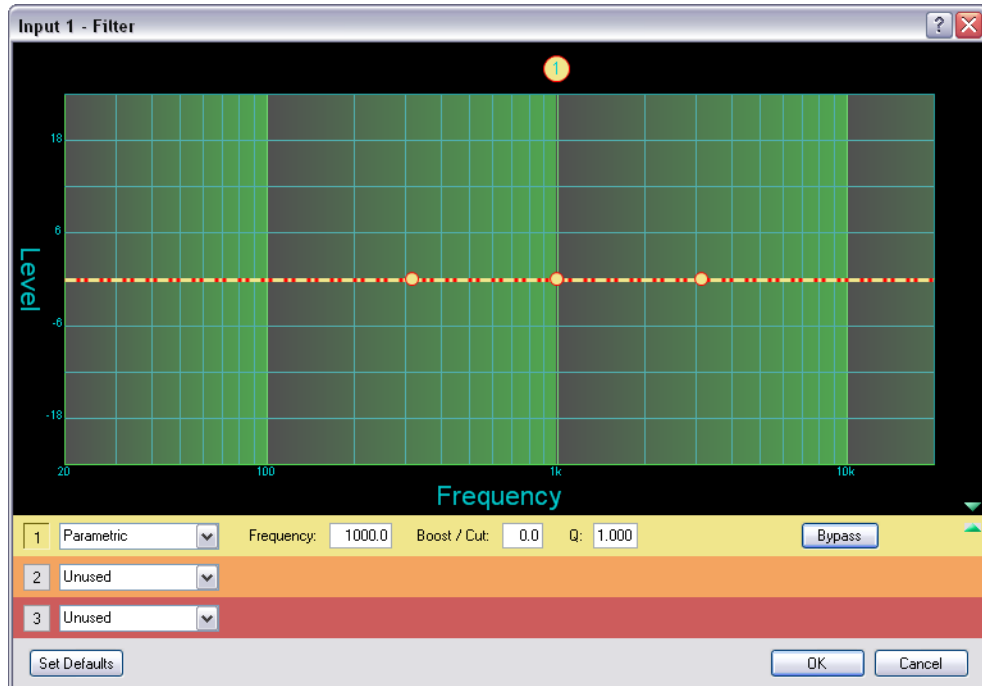 Input 1 - Filter
?
1
18
6
-6
-18
Level
20 100 1k 10k
Frequency
1 Parametric Frequency: 1000.0 Boost / Cut: 0.0 Q: 1.000 Bypass
2 Unused
3 Unused
Set Defaults OK Cancel